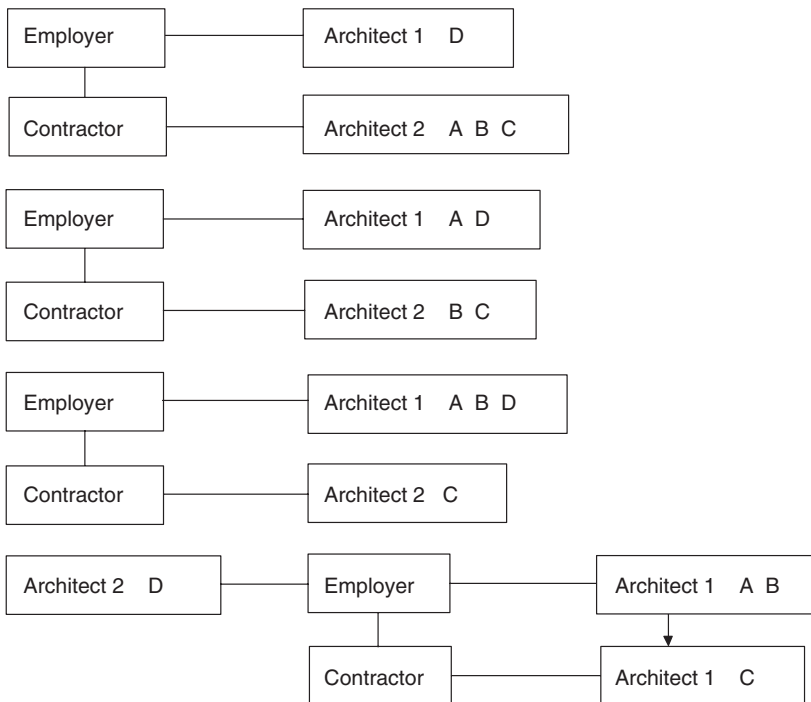 Employer Architect 1 D
Contractor Architect 2 A B C
Employer Architect 1 A D
Contractor Architect 2 B C
Employer Architect 1 A B D
Contractor Architect 2 C
Architect 2 D Employer Architect 1 A B
Contractor Architect 1 C